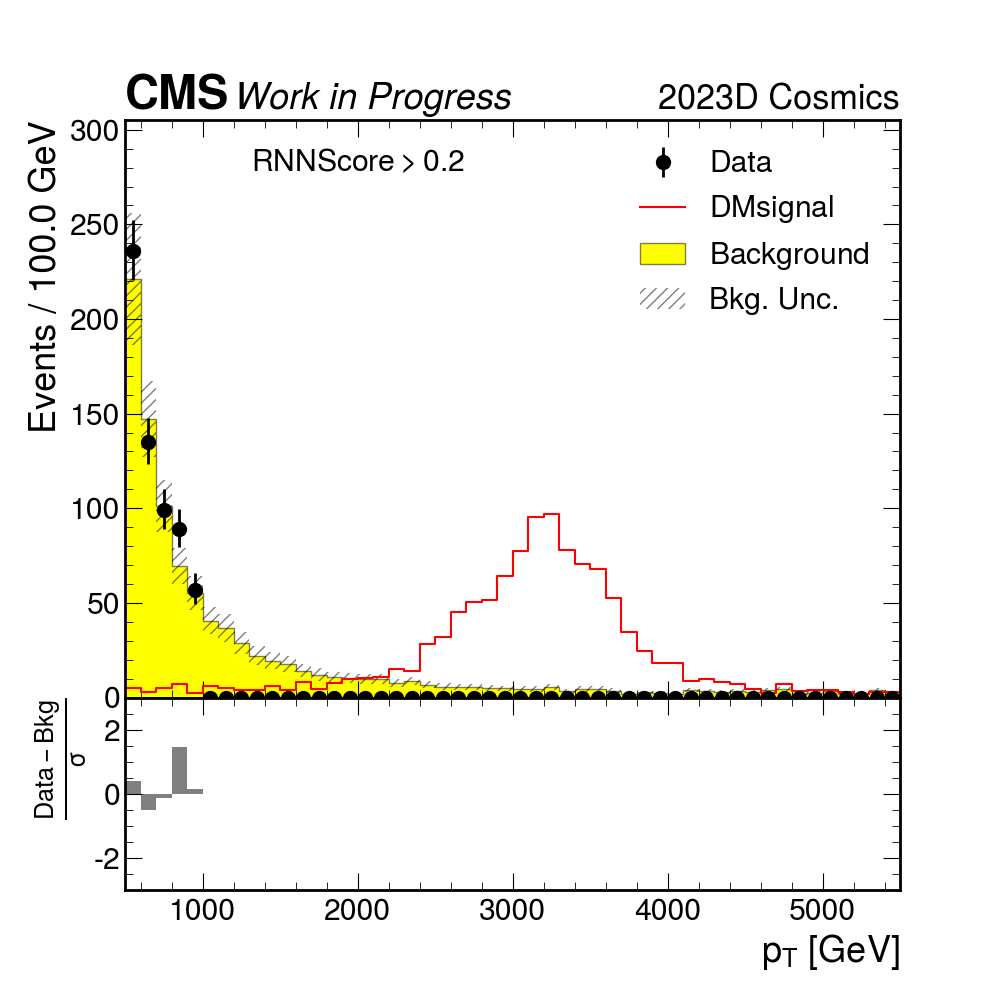 CMS Work in Progress 2023D Cosmics
RNNScore > 0.2
Data
DMsignal
Background
Bkg. Unc.
Events / 100.0 GeV
300
250
200
150
100
50
0
Data – Bkg
σ
2
0
-2
1000 2000 3000 4000 5000
pT [GeV]